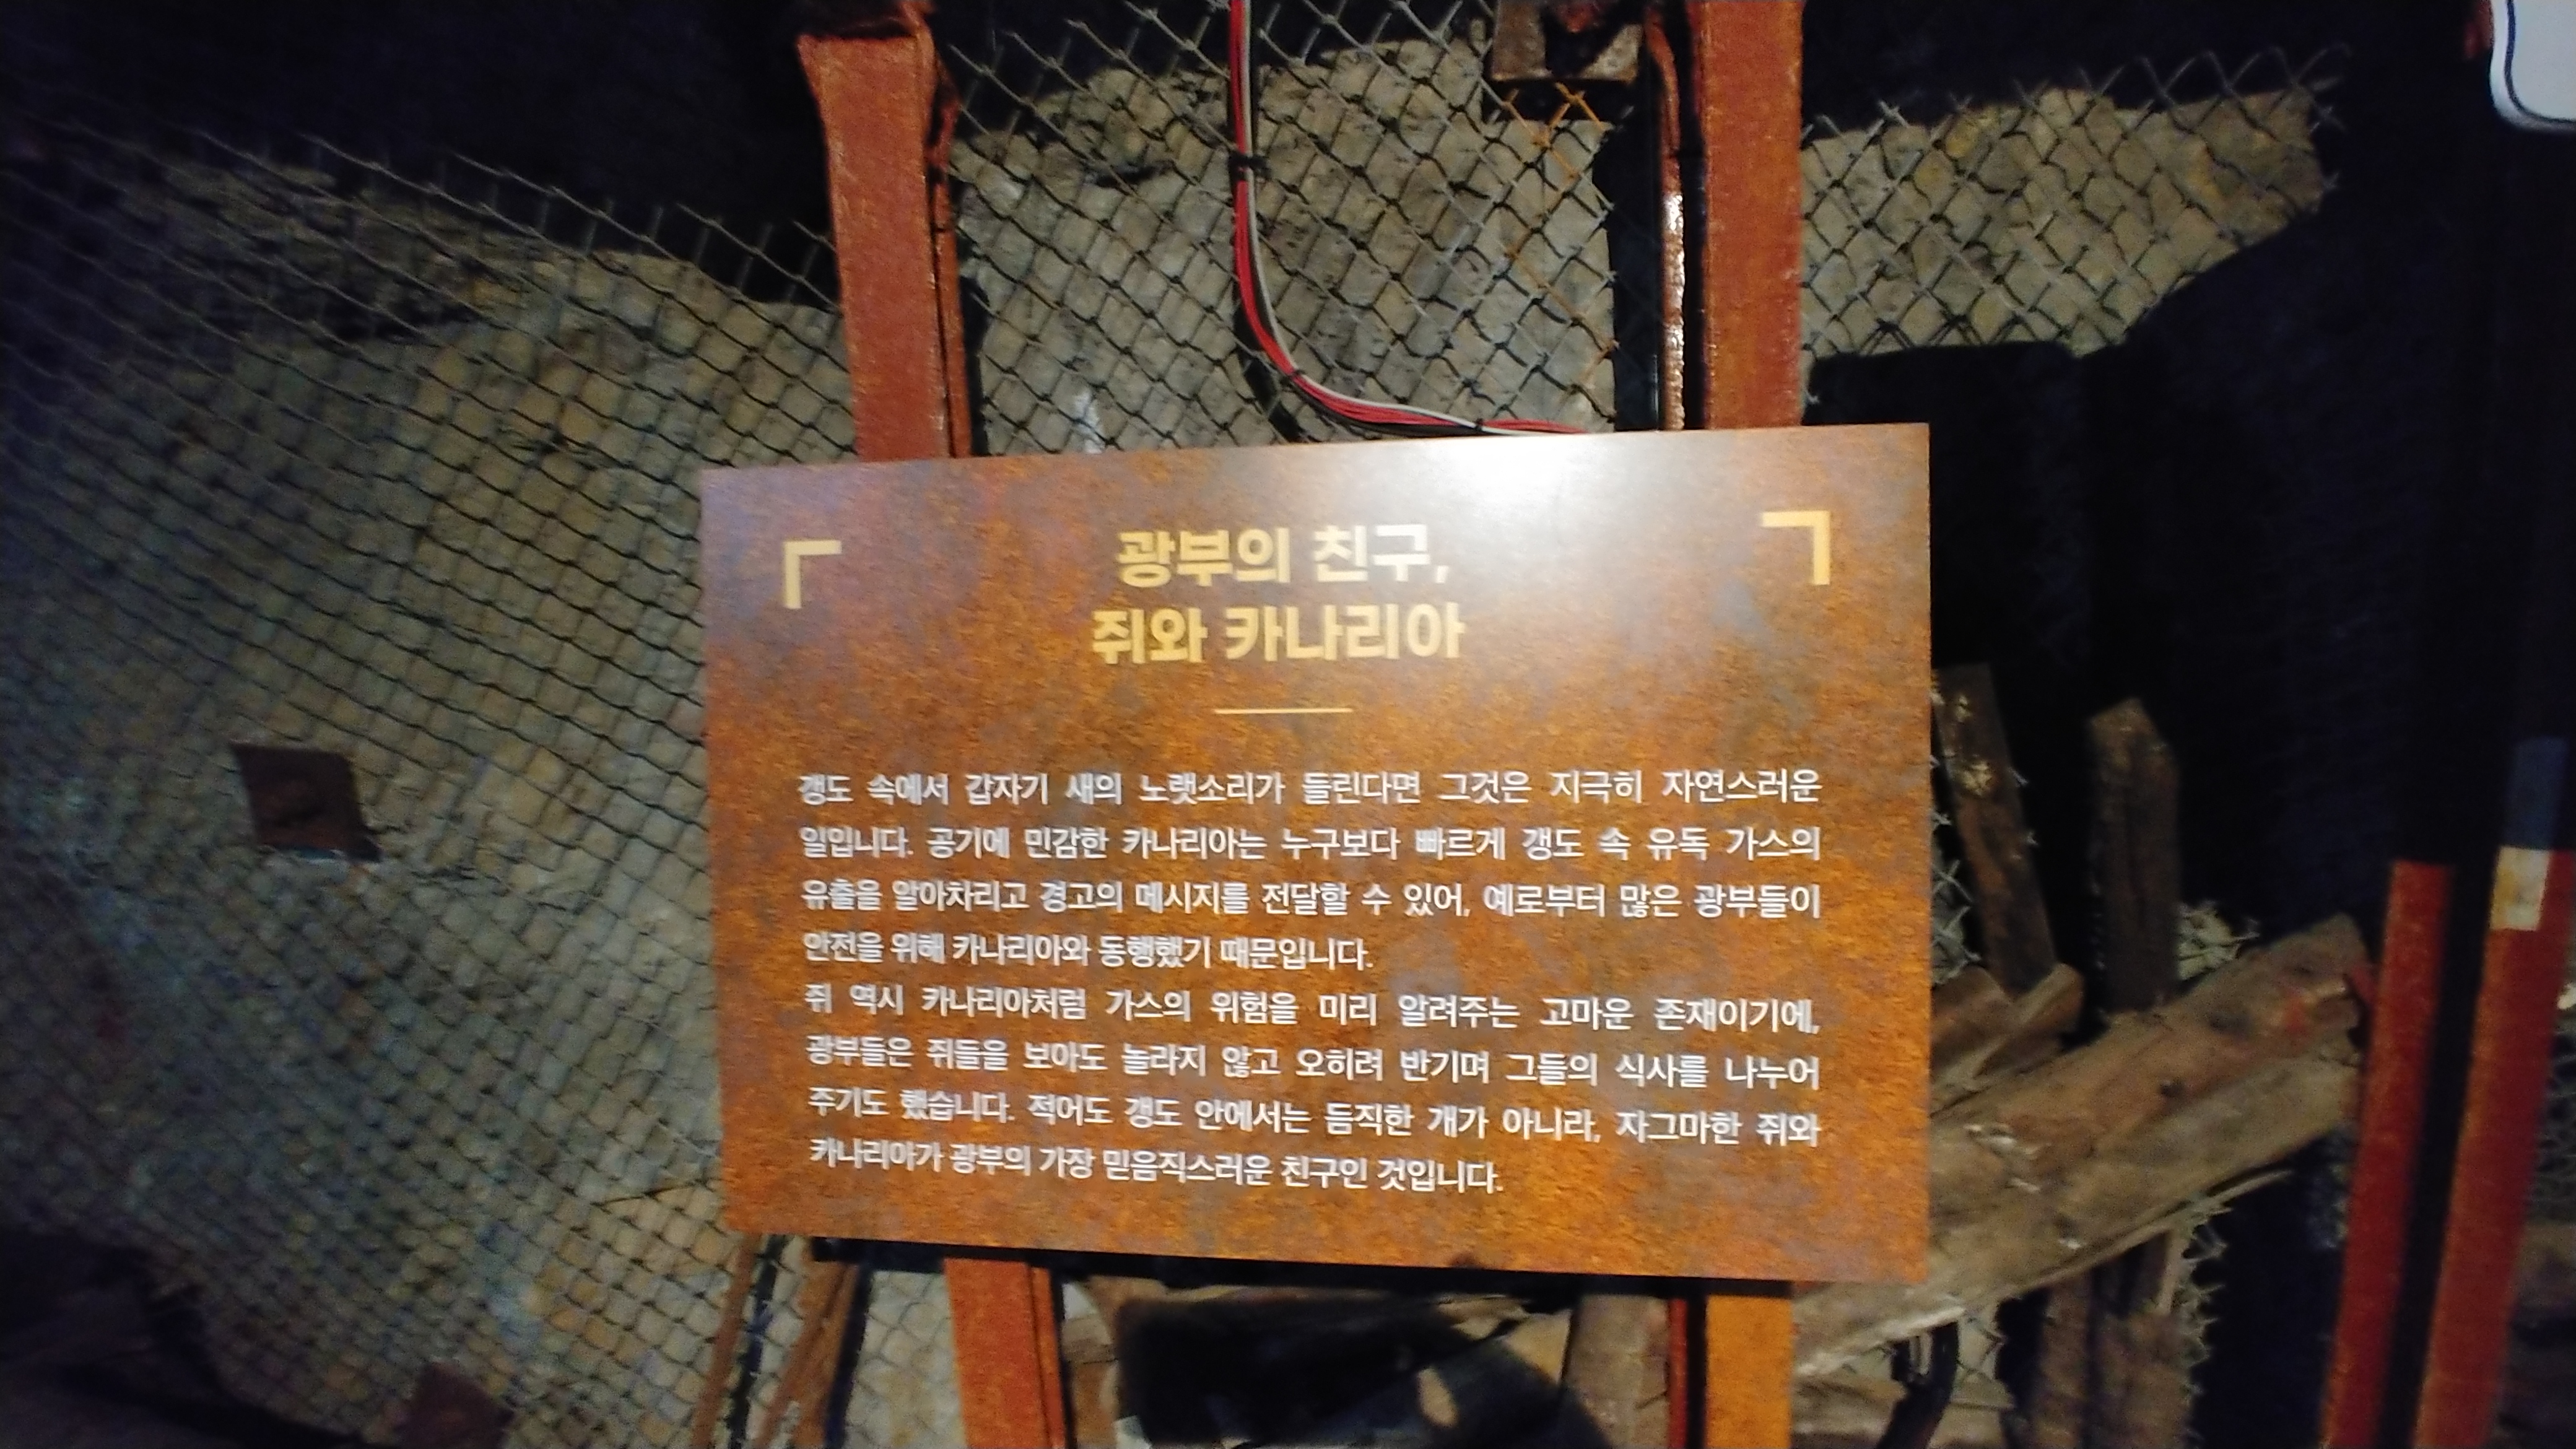 광부의 친구,
쥐와 카나리아
갱도 속에서 갑자기 새의 노랫소리가 들린다면 그것은 지극히 자연스러운
일입니다. 공기에 민감한 카나리아는 누구보다 빠르게 갱도 속 유독 가스의
유출을 알아차리고 경고의 메시지를 전달할 수 있어, 예로부터 많은 광부들이
안전을 위해 카나리아와 동행했기 때문입니다.
쥐 역시 카나리아처럼 가스의 위험을 미리 알려주는 고마운 존재이기에,
광부들은 쥐들을 보아도 놀라지 않고 오히려 반기며 그들의 식사를 나누어
주기도 했습니다. 적어도 갱도 안에서는 듬직한 개가 아니라, 자그마한 쥐와
카나리아가 광부의 가장 믿음직스러운 친구인 것입니다.